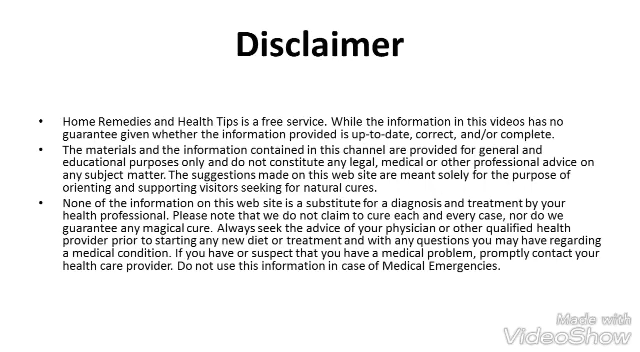 Disclaimer
• Home Remedies and Health Tips is a free service. While the information in this videos has no
guarantee given whether the information provided is up-to-date, correct, and/or complete.
• The materials and the information contained in this channel are provided for general and
educational purposes only and do not constitute any legal, medical or other professional advice on
any subject matter. The suggestions made on this web site are meant solely for the purpose of
orienting and supporting visitors seeking for natural cures.
• None of the information on this web site is a substitute for a diagnosis and treatment by your
health professional. Please note that we do not claim to cure each and every case, nor do we
guarantee any magical cure. Always seek the advice of your physician or other qualified health
provider prior to starting any new diet or treatment and with any questions you may have regarding
a medical condition. If you have or suspect that you have a medical problem, promptly contact your
health care provider. Do not use this information in case of Medical Emergencies.
Made with
VideoShow